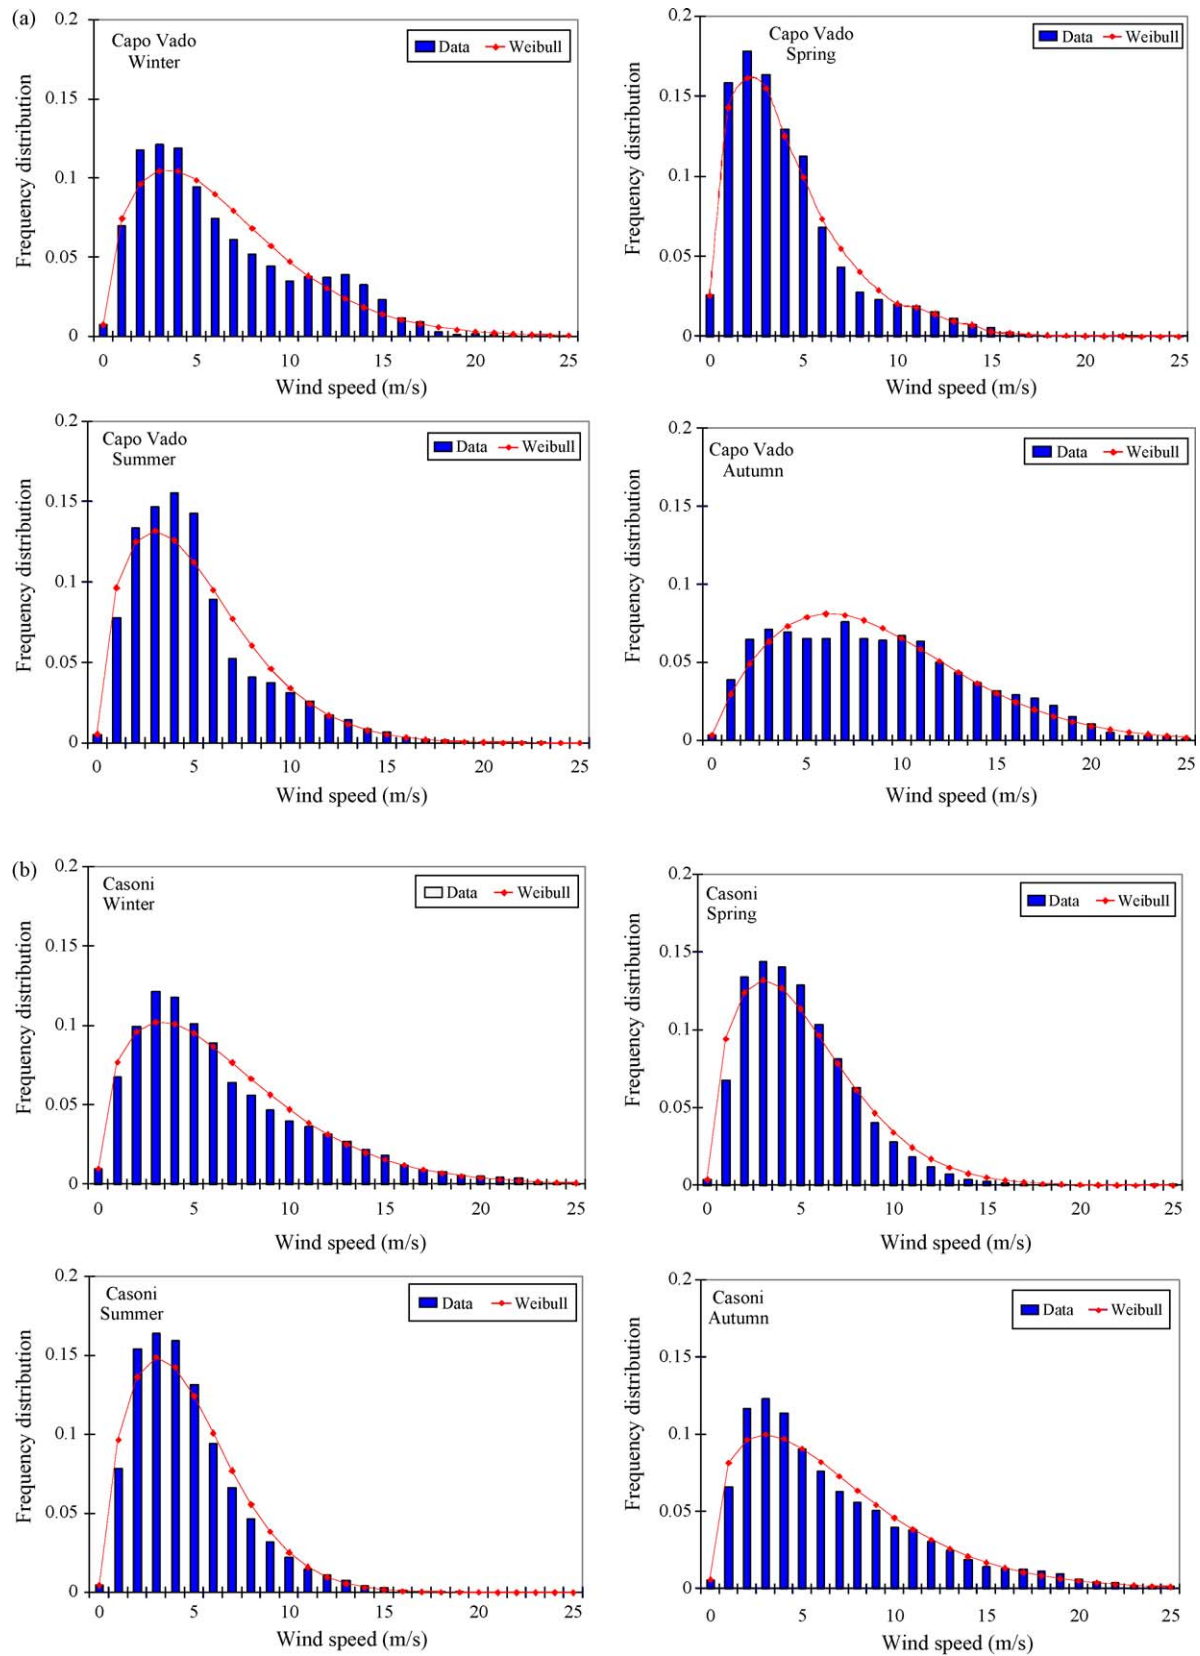 (a)
Capo Vado
Winter
Data Weibull
Frequency distribution
0.2
0.15
0.1
0.05
0
0 5 10 15 20 25
Wind speed (m/s)
Capo Vado
Spring
Data Weibull
Frequency distribution
0.2
0.15
0.1
0.05
0
0 5 10 15 20 25
Wind speed (m/s)
Capo Vado
Summer
Data Weibull
Frequency distribution
0.2
0.15
0.1
0.05
0
0 5 10 15 20 25
Wind speed (m/s)
Capo Vado
Autumn
Data Weibull
Frequency distribution
0.2
0.15
0.1
0.05
0
0 5 10 15 20 25
Wind speed (m/s)
(b)
Casoni
Winter
Data Weibull
Frequency distribution
0.2
0.15
0.1
0.05
0
0 5 10 15 20 25
Wind speed (m/s)
Casoni
Spring
Data Weibull
Frequency distribution
0.2
0.15
0.1
0.05
0
0 5 10 15 20 25
Wind speed (m/s)
Casoni
Summer
Data Weibull
Frequency distribution
0.2
0.15
0.1
0.05
0
0 5 10 15 20 25
Wind speed (m/s)
Casoni
Autumn
Data Weibull
Frequency distribution
0.2
0.15
0.1
0.05
0
0 5 10 15 20 25
Wind speed (m/s)